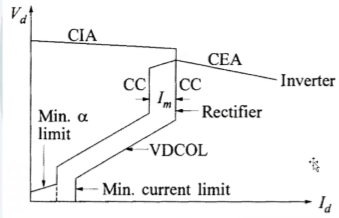 V_d
CIA
CEA
Inverter
CC
I_m
CC
Rectifier
Min. α
limit
VDCOL
Min. current limit
I_d